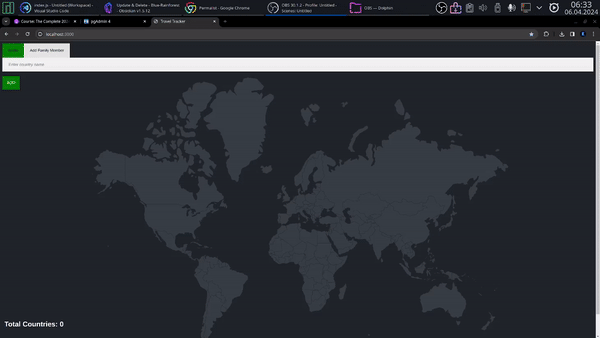 index.js - Untitled (Workspace) -
Visual Studio Code
Update & Delete - Blue-Rainforest
Obsidian v1.5.12
Permalist - Google Chrome
OBS 30.1.2 - Profile: Untitled -
Scenes: Untitled
OBS — Dolphin
06:33
06.04.2024
Course: The Complete 20
pgAdmin 4
Travel Tracker
localhost:3000
Add Family Member
Enter country name
ADD
Total Countries: 0